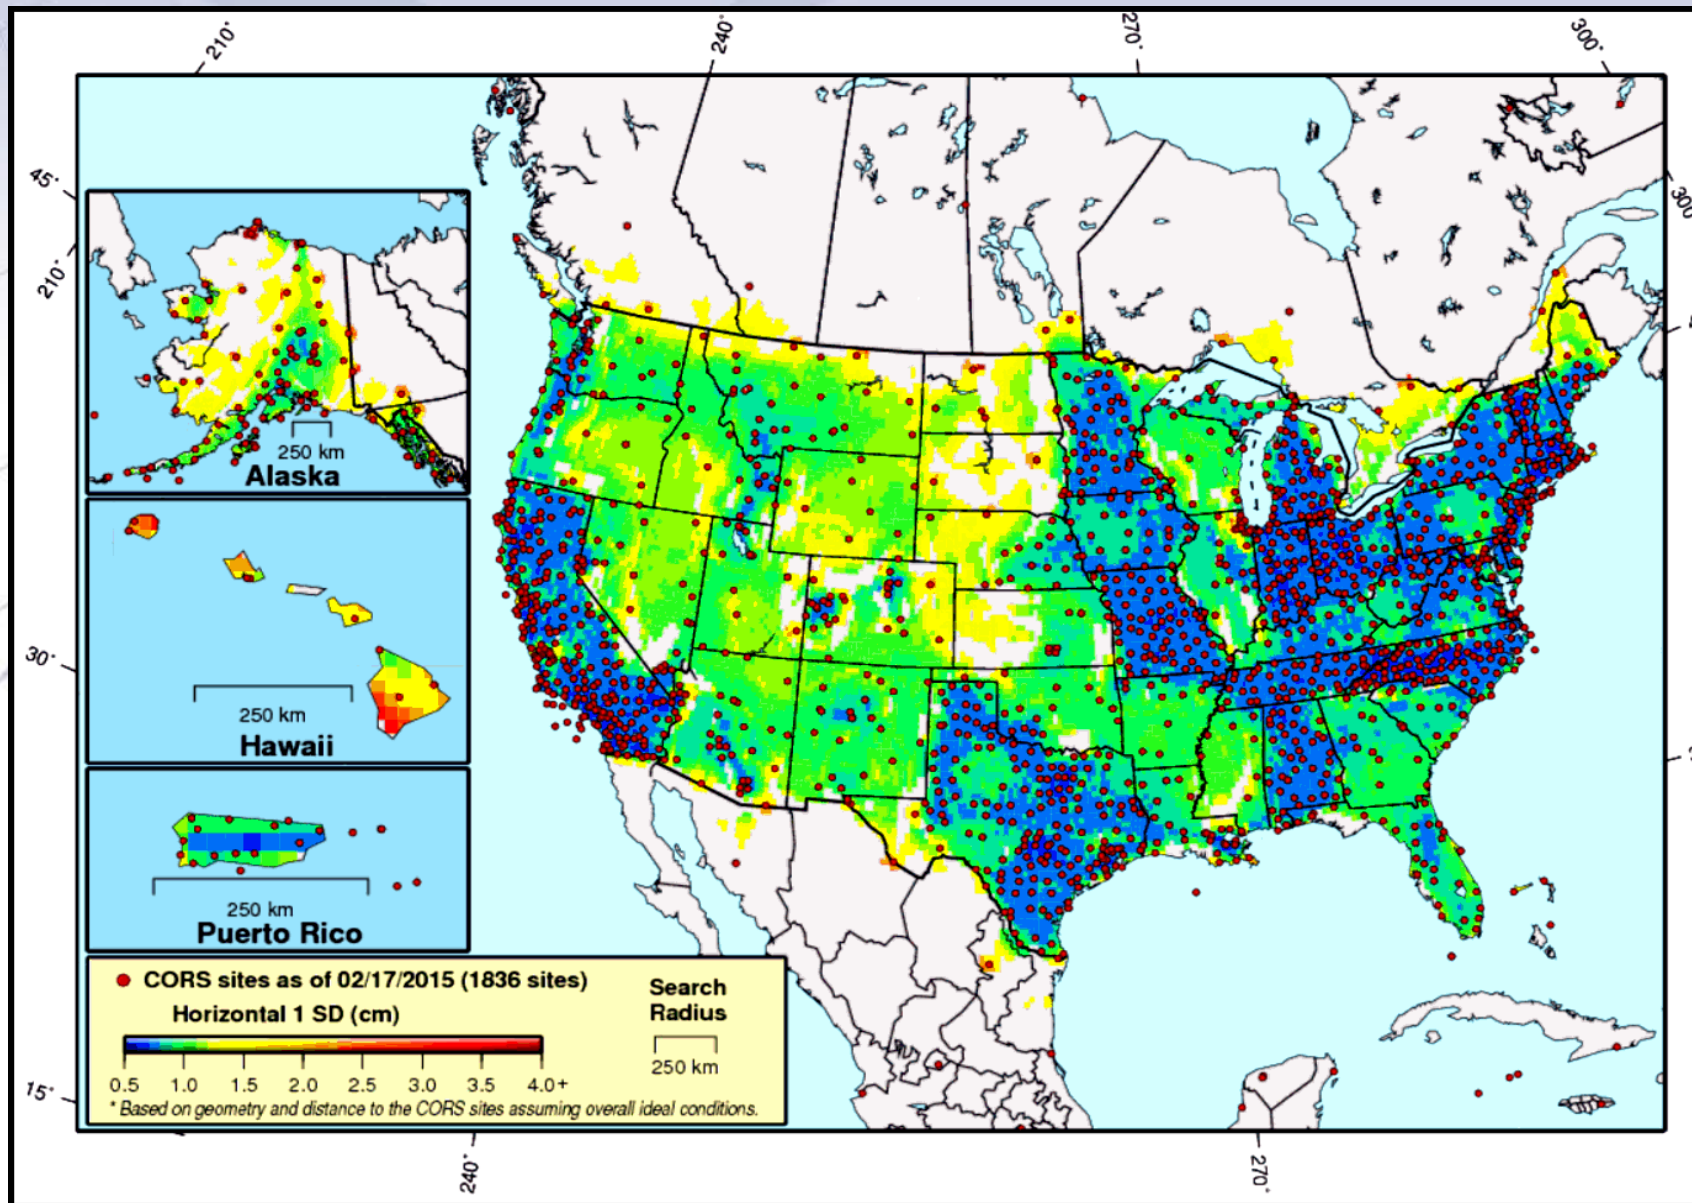 210°
240°
270°
300°
45°
210°
300
30°
15°
250 km
Alaska
250 km
Hawaii
250 km
Puerto Rico
CORS sites as of 02/17/2015 (1836 sites)
Horizontal 1 SD (cm)
0.5 1.0 1.5 2.0 2.5 3.0 3.5 4.0+
Search
Radius
250 km
* Based on geometry and distance to the CORS sites assuming overall ideal conditions.
240°
270°